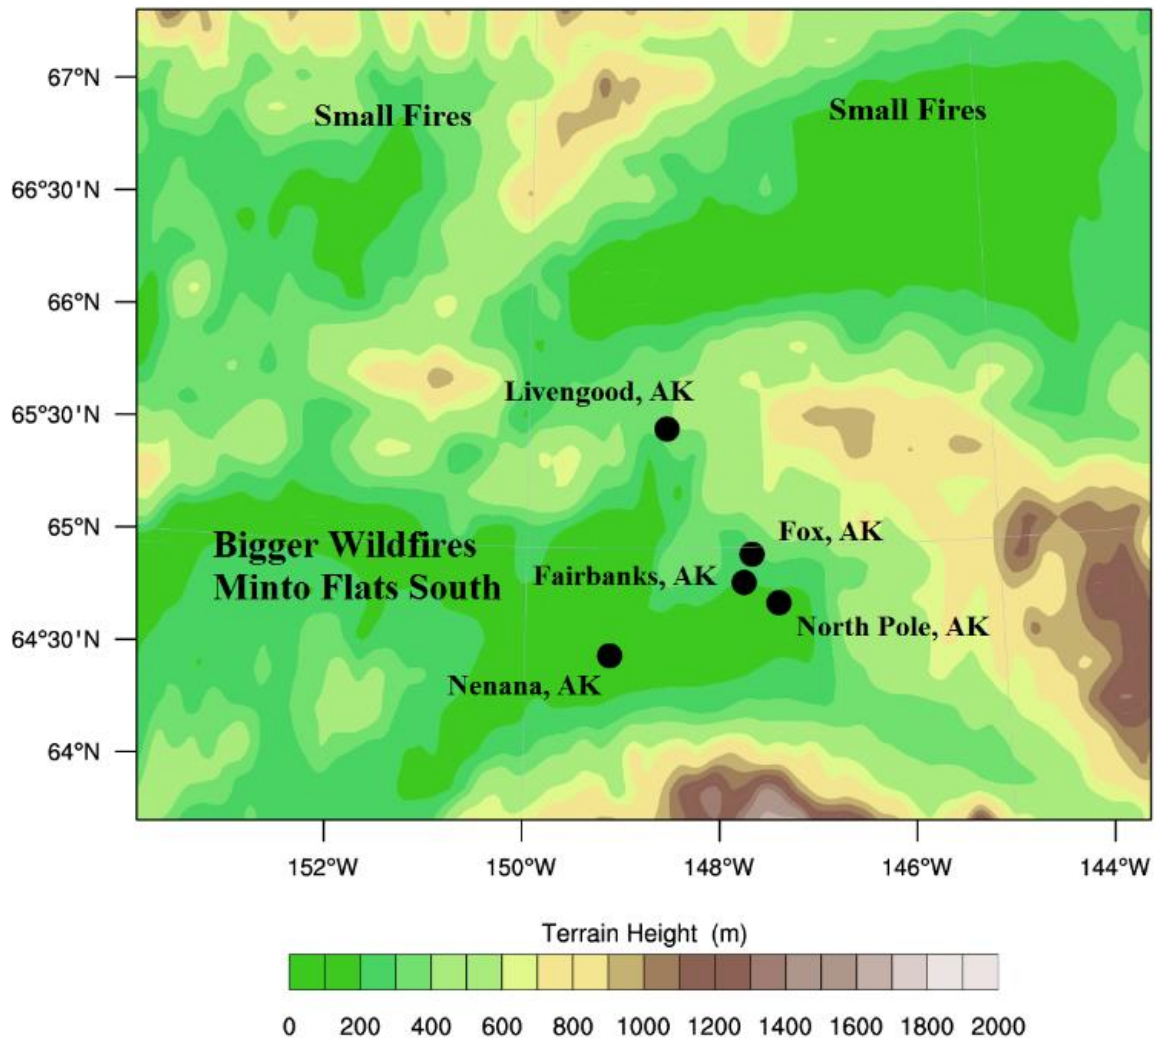 67°N
Small Fires
Small Fires
66°30'N
66°N
Livengood, AK
65°30'N
65°N
Fox, AK
Bigger Wildfires
Minto Flats South
Fairbanks, AK
North Pole, AK
64°30'N
Nenana, AK
64°N
152°W 150°W 148°W 146°W 144°W
Terrain Height (m)
0 200 400 600 800 1000 1200 1400 1600 1800 2000